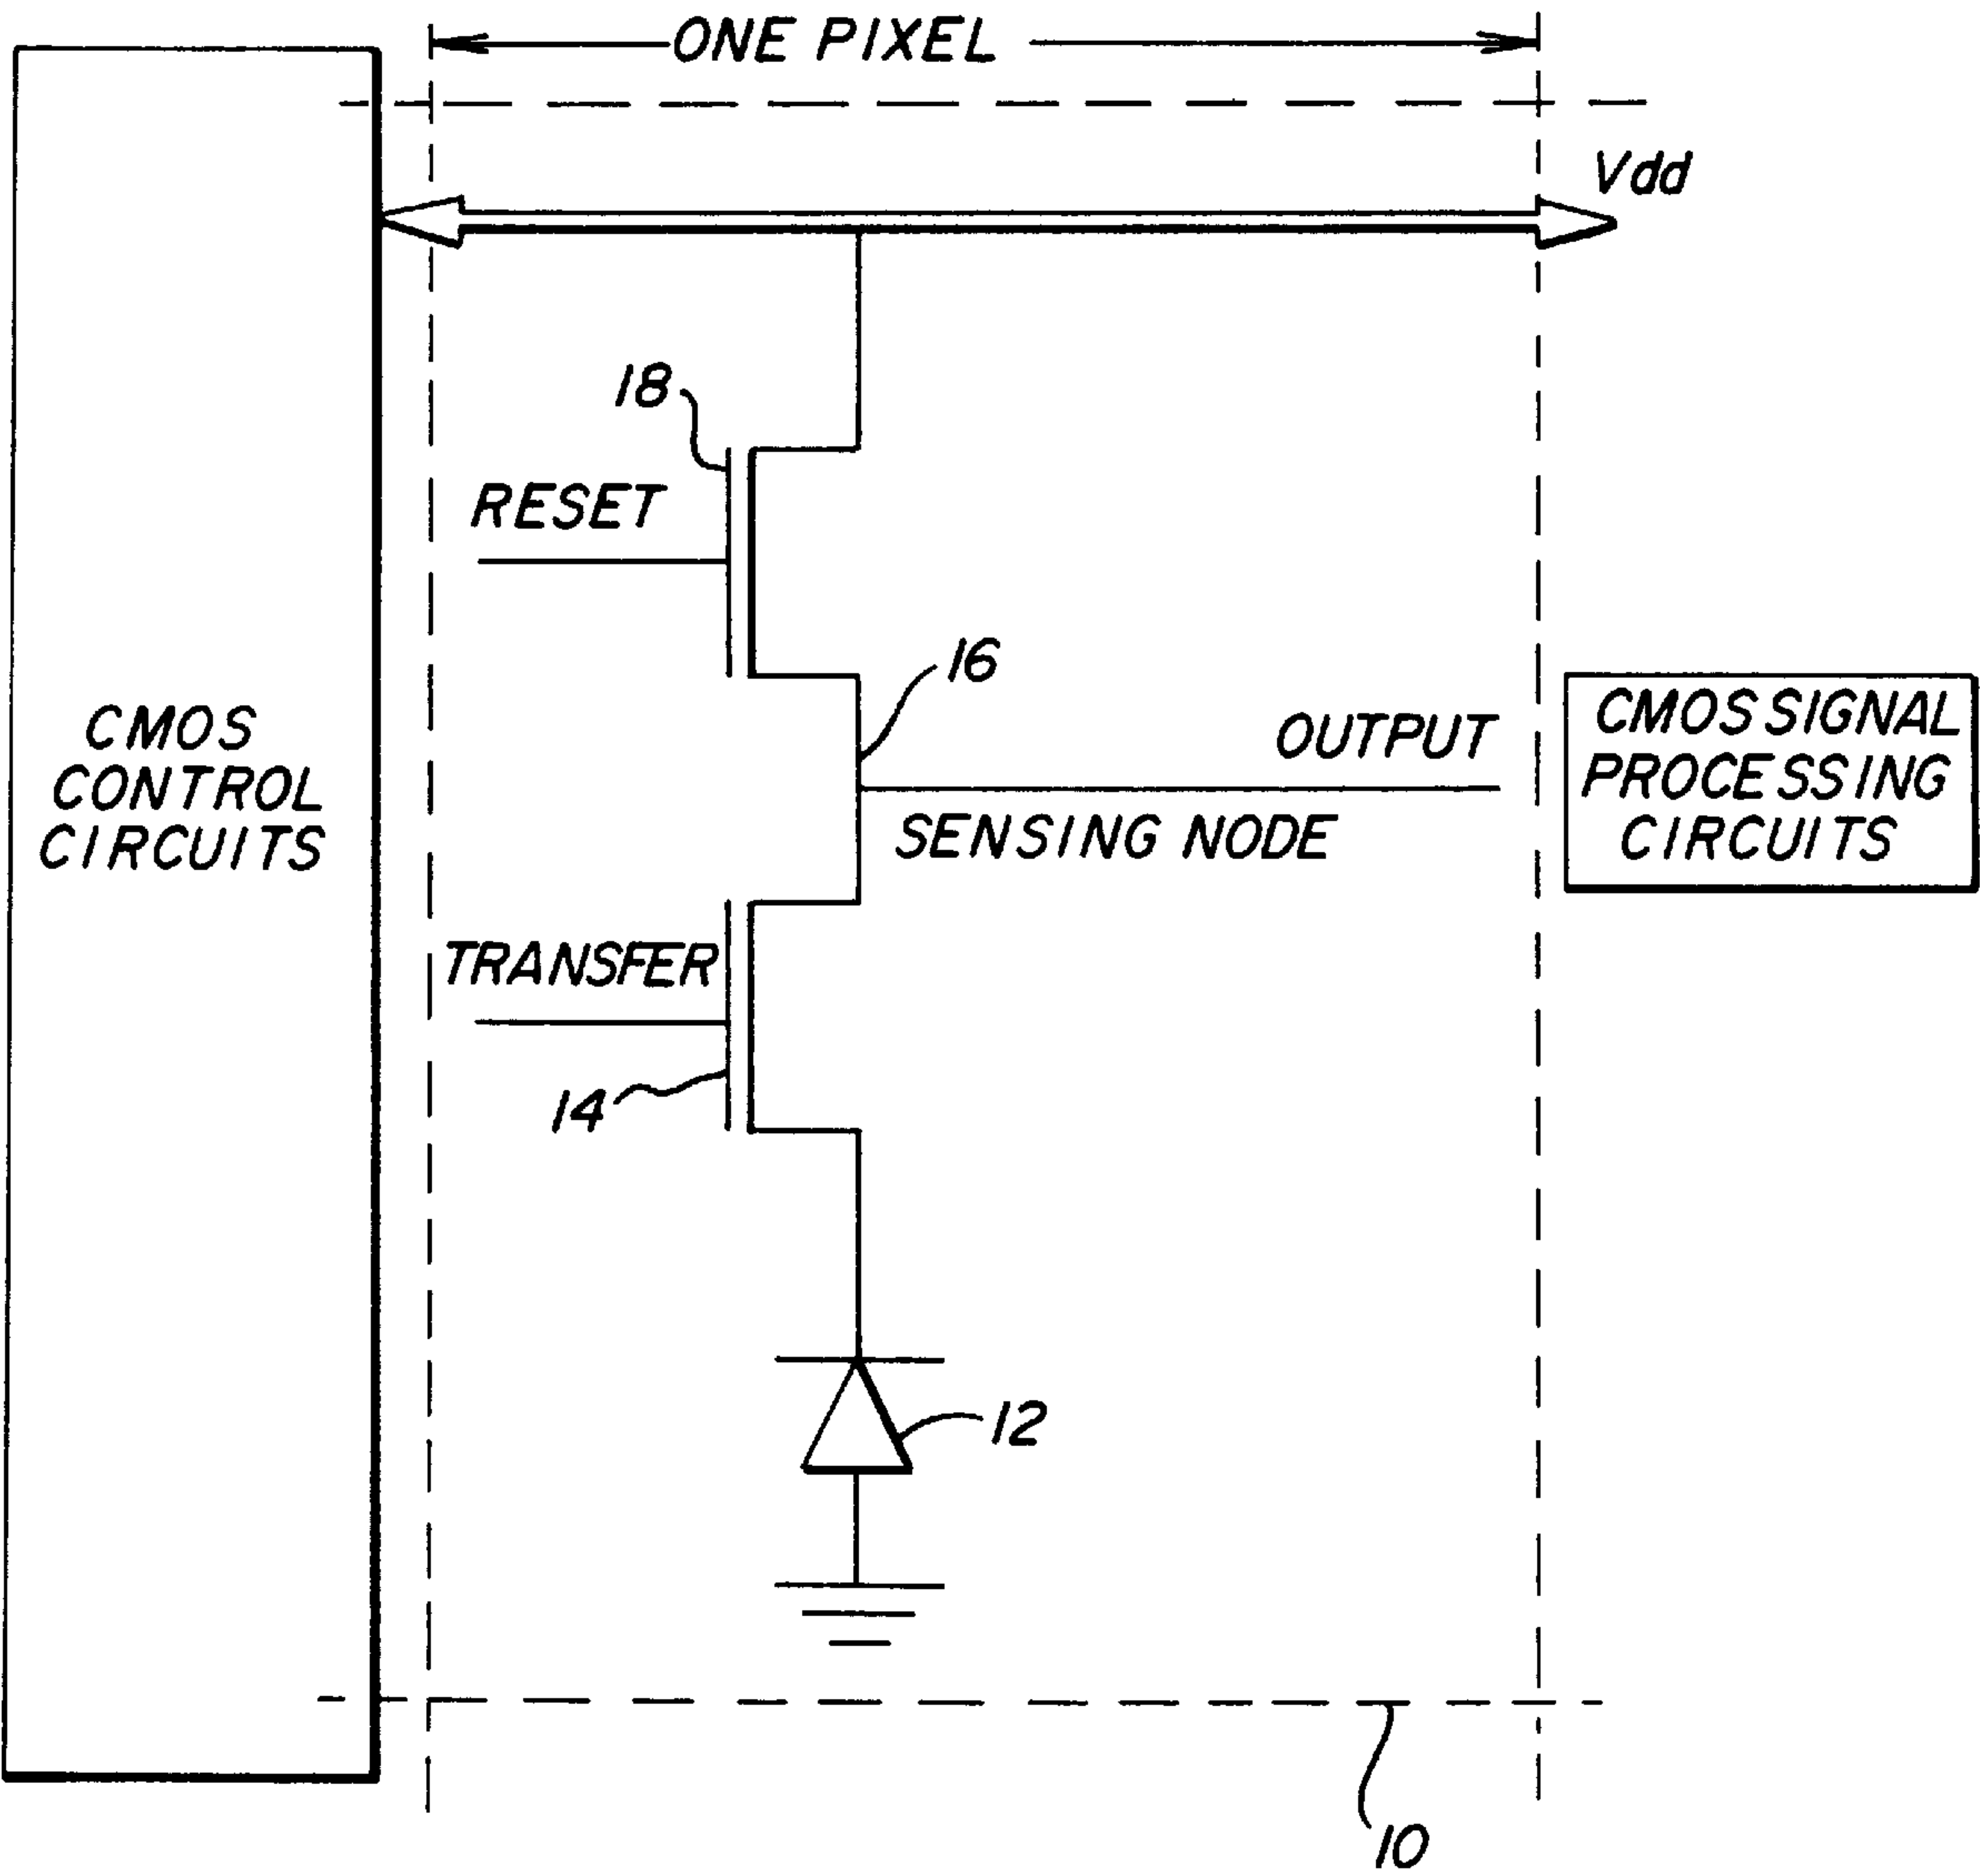 ONE PIXEL
Vdd
18
RESET
16
OUTPUT
SENSING NODE
CMOS
CONTROL
CIRCUITS
CMOS SIGNAL
PROCESSING
CIRCUITS
TRANSFER
14
12
10